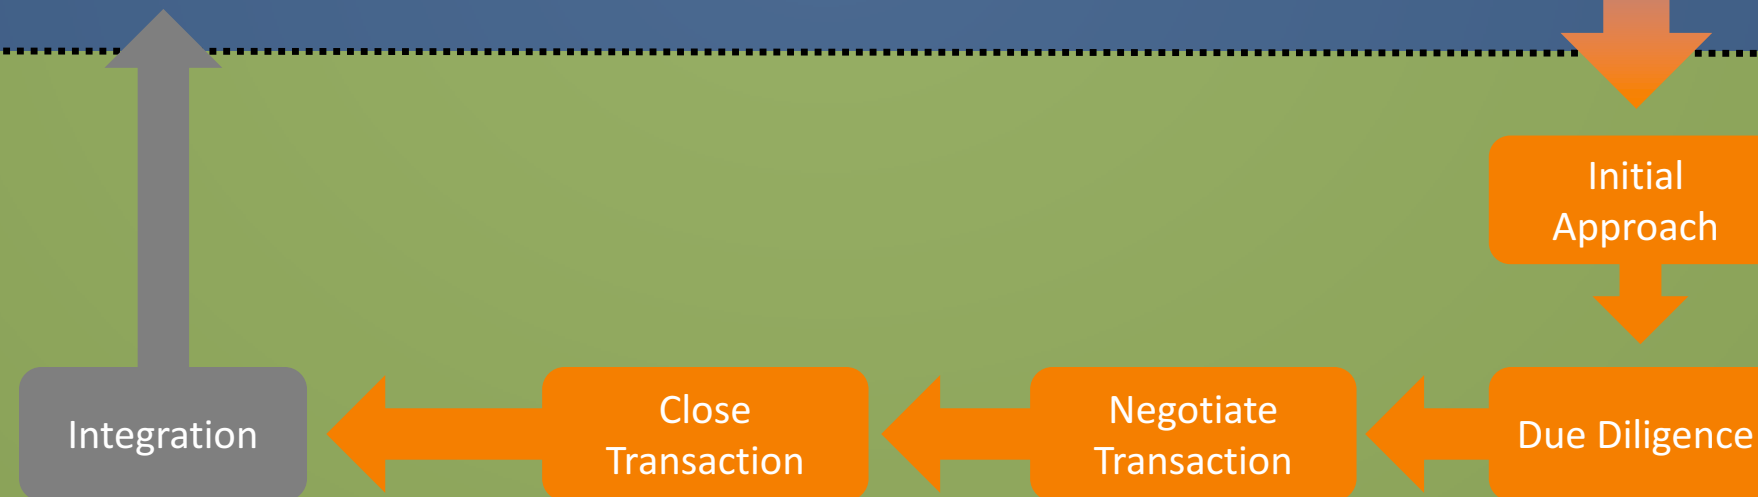 Initial
Approach
Integration
Close
Transaction
Negotiate
Transaction
Due Diligence